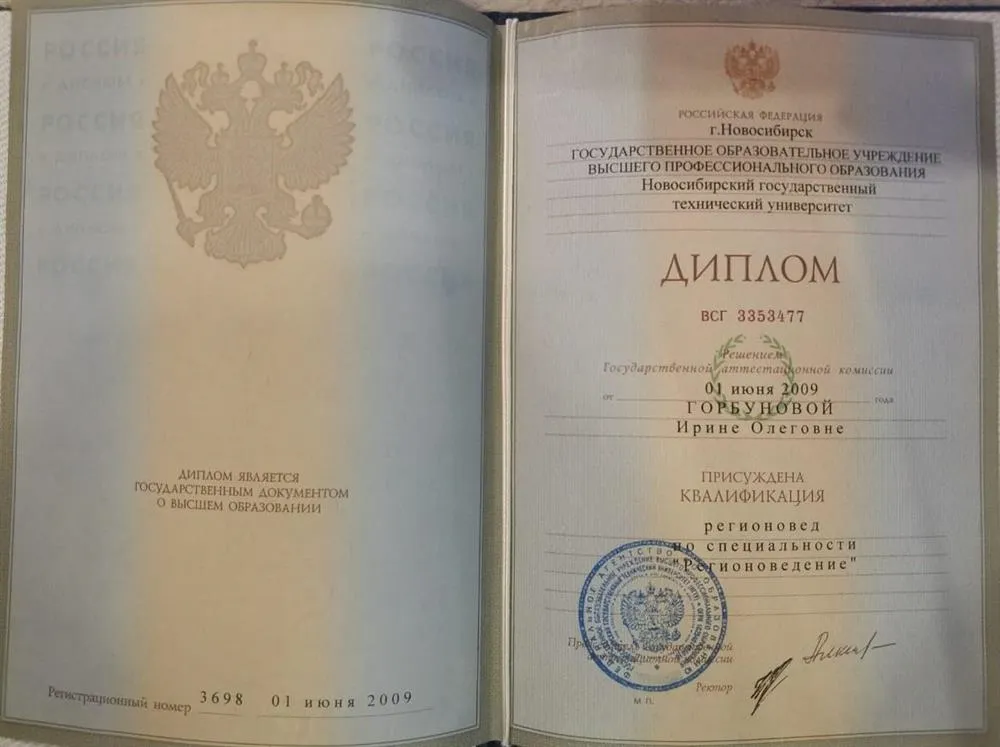 ДИПЛОМ ЯВЛЯЕТСЯ
ГОСУДАРСТВЕННЫМ ДОКУМЕНТОМ
О ВЫСШЕМ ОБРАЗОВАНИИ
Регистрационный номер 3698 01 июня 2009
РОССИЙСКАЯ ФЕДЕРАЦИЯ
г.Новосибирск
ГОСУДАРСТВЕННОЕ ОБРАЗОВАТЕЛЬНОЕ УЧРЕЖДЕНИЕ
ВЫСШЕГО ПРОФЕССИОНАЛЬНОГО ОБРАЗОВАНИЯ
Новосибирский государственный
технический университет
ДИПЛОМ
ВСГ 3353477
Решением
Государственной аттестационной комиссии
от 01 июня 2009 года
ГОРБУНОВОЙ
Ирине Олеговне
ПРИСУЖДЕНА
КВАЛИФИКАЦИЯ
регионовед
по специальности
"Регионоведение"
Государственной
комиссии
Ректор
М П.